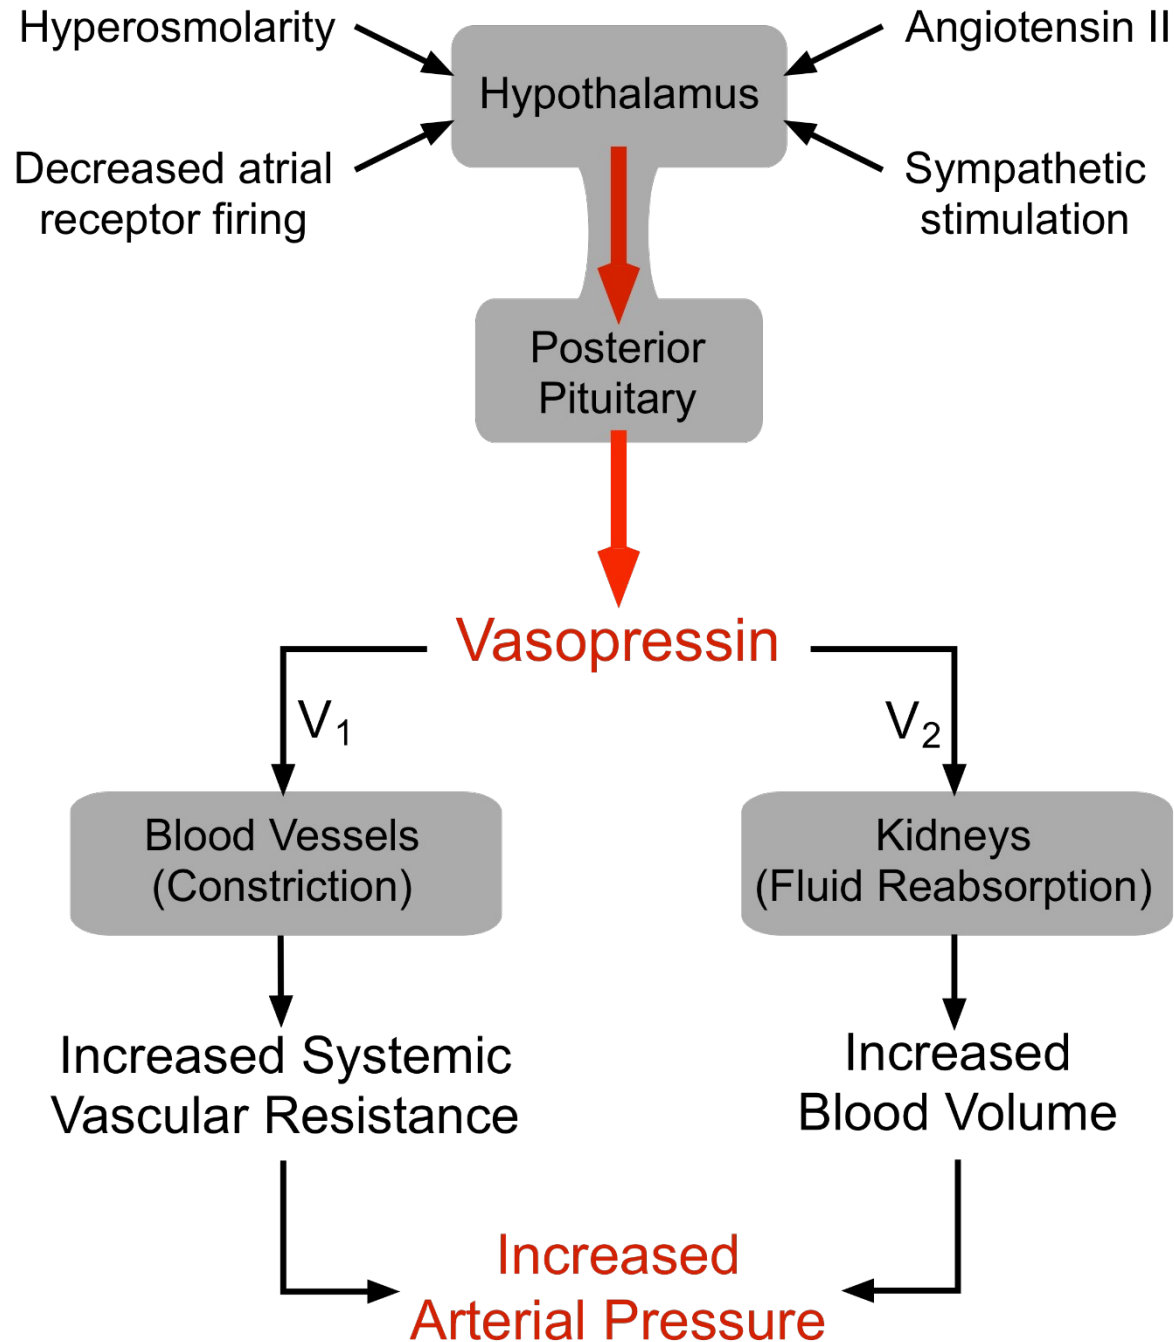 Hyperosmolarity
Angiotensin II
Hypothalamus
Decreased atrial
receptor firing
Sympathetic
stimulation
Posterior
Pituitary
Vasopressin
V₁
V₂
Blood Vessels
(Constriction)
Kidneys
(Fluid Reabsorption)
Increased Systemic
Vascular Resistance
Increased
Blood Volume
Increased
Arterial Pressure